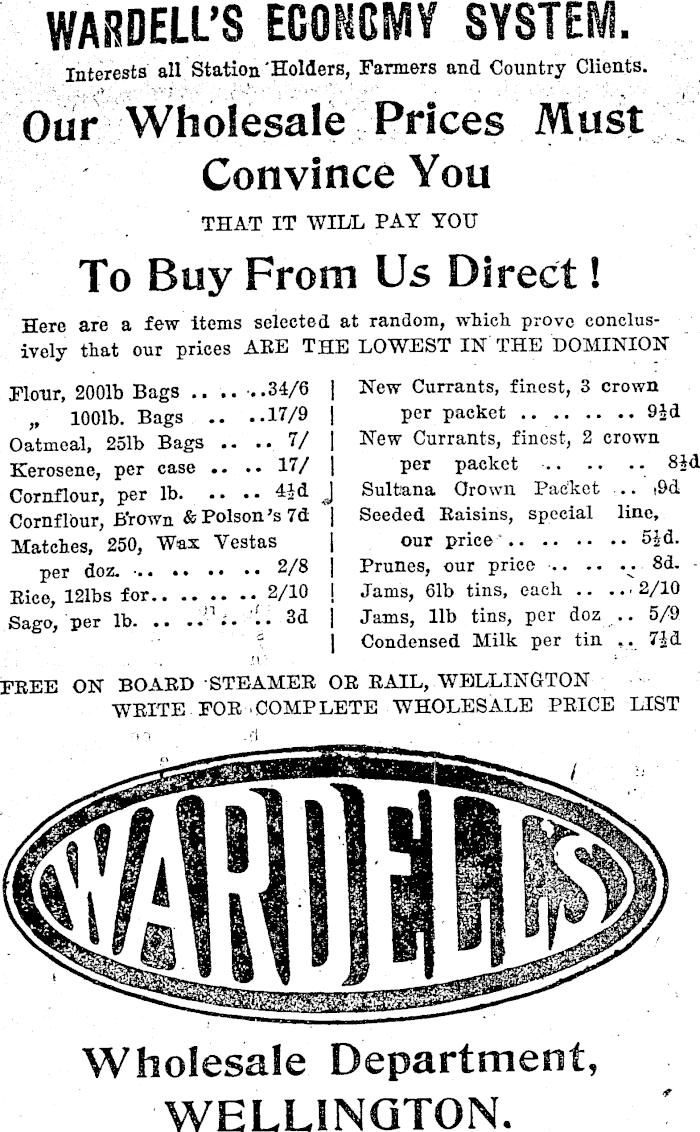 WARDELL'S ECONOMY SYSTEM.
Interests all Station Holders, Farmers and Country Clients.
Our Wholesale Prices Must
Convince You
THAT IT WILL PAY YOU
To Buy From Us Direct!
Here are a few items selected at random, which prove conclus-
ively that our prices ARE THE LOWEST IN THE DOMINION
Flour, 200lb Bags .. .. ..34/6
„ 100lb. Bags .. ..17/9
Oatmeal, 25lb Bags .. .. 7/
Kerosene, per case .. .. 17/
Cornflour, per lb. .. .. 4½d
Cornflour, Brown & Polson's 7d
Matches, 250, Wax Vestas
per doz. .. .. .. .. 2/8
Rice, 12lbs for.. .. .. .. 2/10
Sago, per lb. .. .. .. .. 3d
New Currants, finest, 3 crown
per packet .. .. .. .. 9½d
New Currants, finest, 2 crown
per packet .. .. .. 8½d
Sultana Crown Packet .. 9d
Seeded Raisins, special line,
our price .. .. .. .. 5½d.
Prunes, our price .. .. .. 8d.
Jams, 6lb tins, each .. .. 2/10
Jams, 1lb tins, per doz .. 5/9
Condensed Milk per tin .. 7½d
FREE ON BOARD STEAMER OR RAIL, WELLINGTON
WRITE FOR COMPLETE WHOLESALE PRICE LIST
WARDELL'S
Wholesale Department,
WELLINGTON.